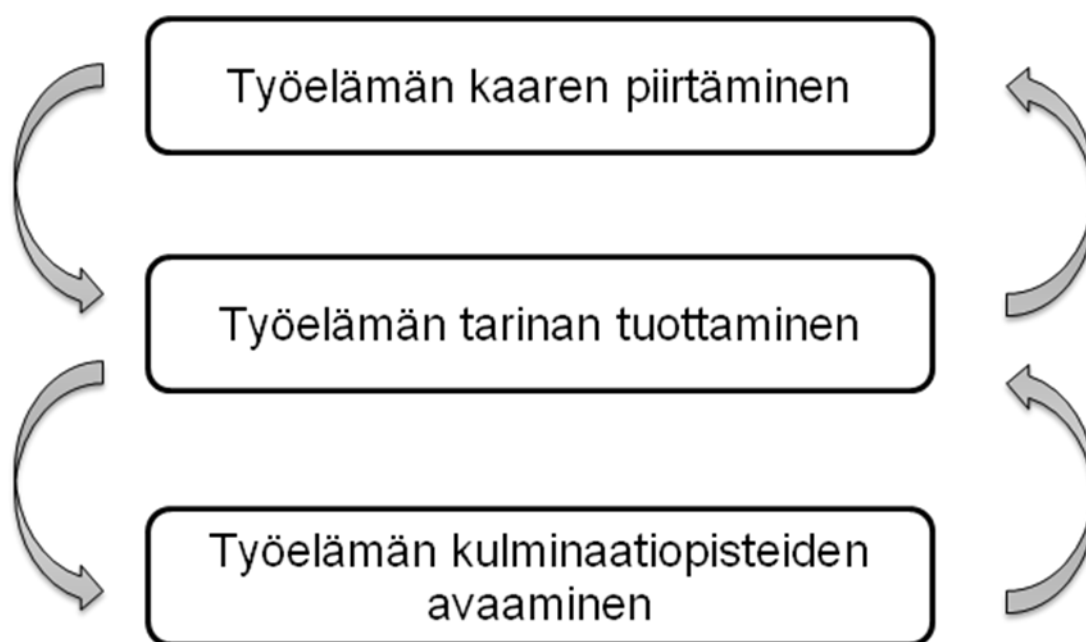 Työelämän kaaren piirtäminen
Työelämän tarinan tuottaminen
Työelämän kulminaatiopisteiden
avaaminen